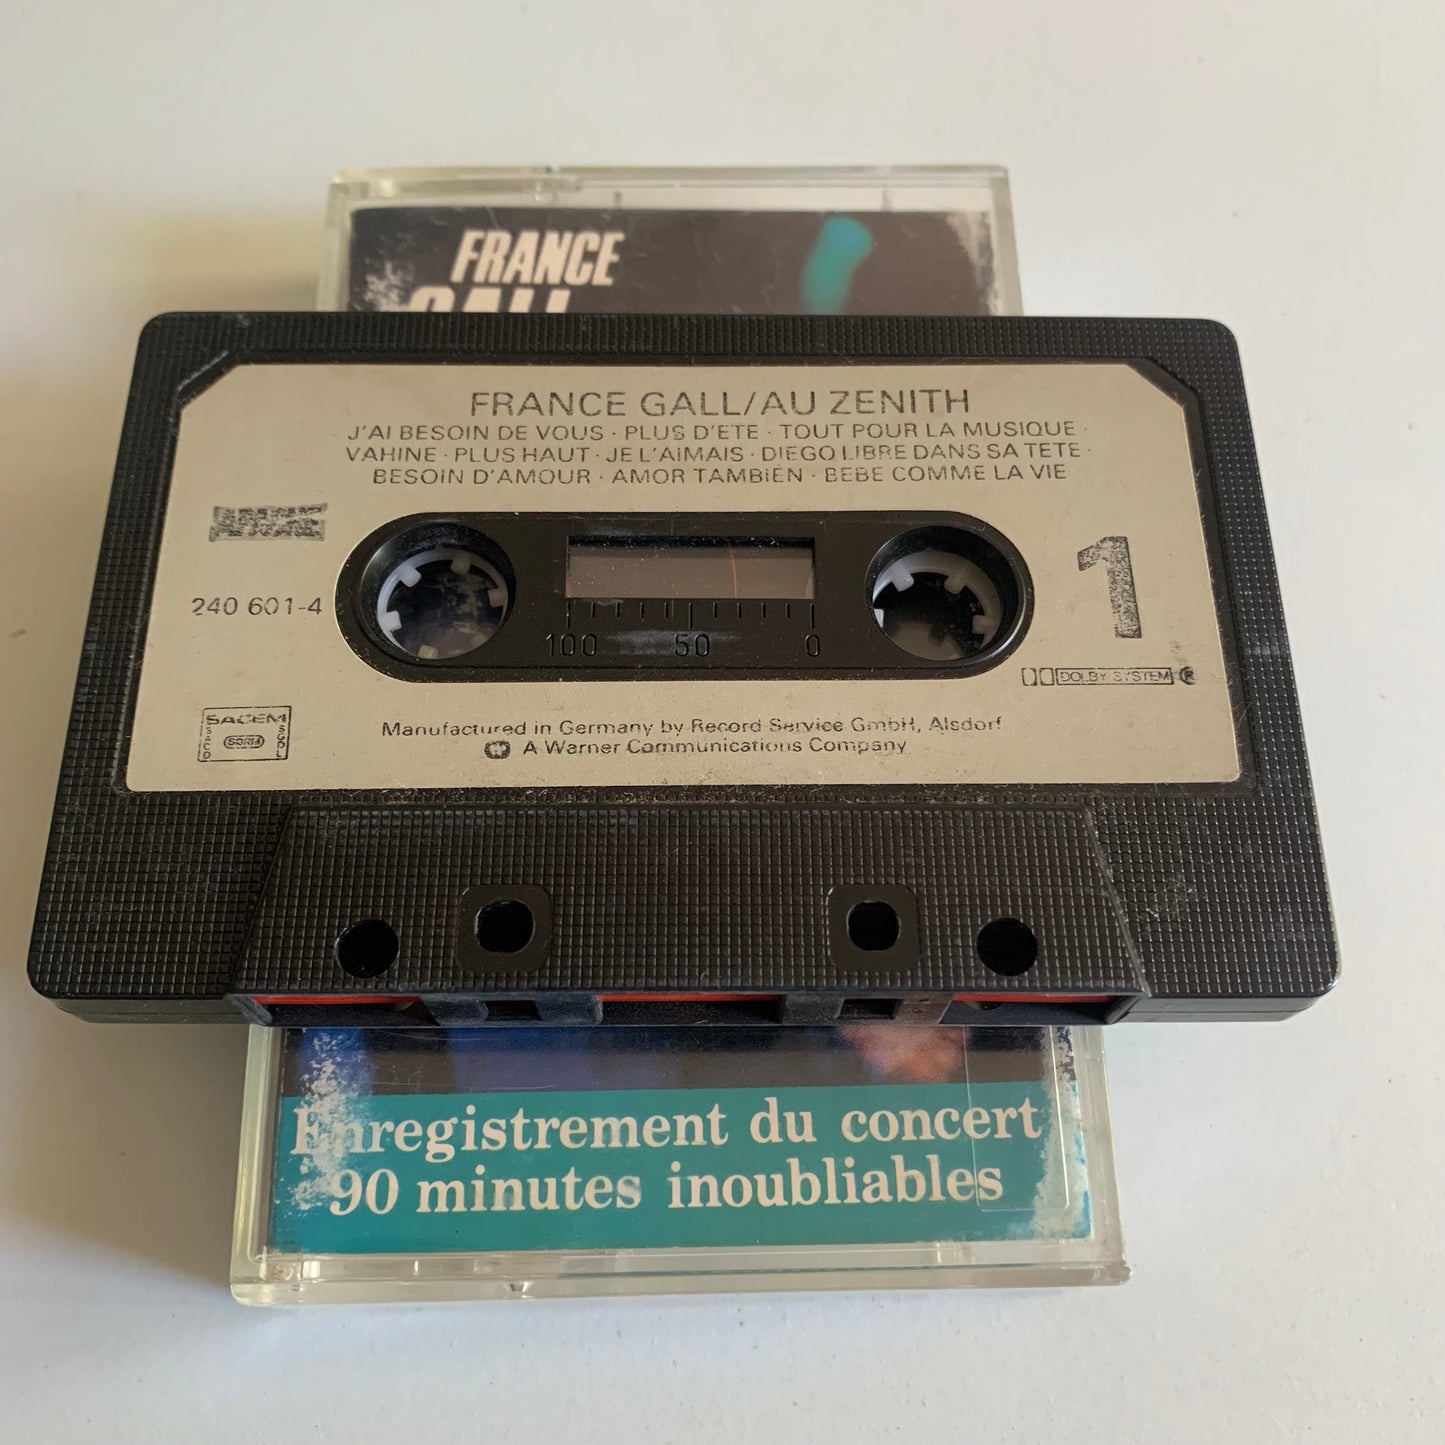 FRANCE
GALL
FRANCE GALL/AU ZENITH
J'AI BESOIN DE VOUS · PLUS D'ETE · TOUT POUR LA MUSIQUE ·
VAHINE · PLUS HAUT · JE L'AIMAIS · DIEGO LIBRE DANS SA TETE ·
BESOIN D'AMOUR · AMOR TAMBIEN · BEBE COMME LA VIE
240 601-4
1
100 50 0
DOLBY SYSTEM ®
SACEM
SACD SDRM SGDL
Manufactured in Germany by Record Service GmbH, Alsdorf
A Warner Communications Company
Enregistrement du concert
90 minutes inoubliables